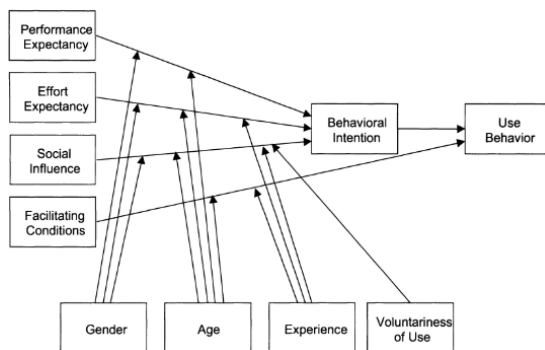 Performance
Expectancy
Effort
Expectancy
Social
Influence
Facilitating
Conditions
Behavioral
Intention
Use
Behavior
Gender
Age
Experience
Voluntariness
of Use